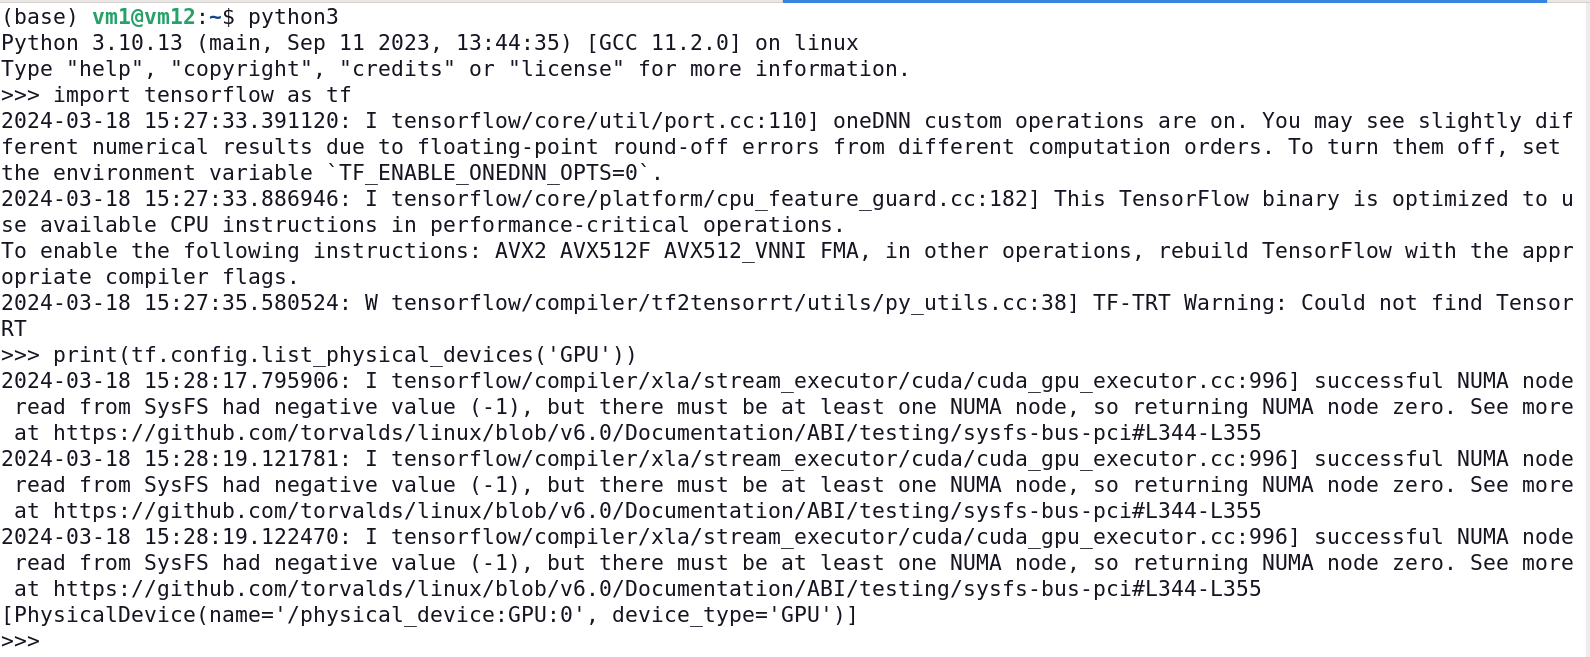 (base) vm1@vm12:~$ python3
Python 3.10.13 (main, Sep 11 2023, 13:44:35) [GCC 11.2.0] on linux
Type "help", "copyright", "credits" or "license" for more information.
>>> import tensorflow as tf
2024-03-18 15:27:33.391120: I tensorflow/core/util/port.cc:110] oneDNN custom operations are on. You may see slightly dif
ferent numerical results due to floating-point round-off errors from different computation orders. To turn them off, set
the environment variable `TF_ENABLE_ONEDNN_OPTS=0`.
2024-03-18 15:27:33.886946: I tensorflow/core/platform/cpu_feature_guard.cc:182] This TensorFlow binary is optimized to u
se available CPU instructions in performance-critical operations.
To enable the following instructions: AVX2 AVX512F AVX512_VNNI FMA, in other operations, rebuild TensorFlow with the appr
opriate compiler flags.
2024-03-18 15:27:35.580524: W tensorflow/compiler/tf2tensorrt/utils/py_utils.cc:38] TF-TRT Warning: Could not find Tensor
RT
>>> print(tf.config.list_physical_devices('GPU'))
2024-03-18 15:28:17.795906: I tensorflow/compiler/xla/stream_executor/cuda/cuda_gpu_executor.cc:996] successful NUMA node
 read from SysFS had negative value (-1), but there must be at least one NUMA node, so returning NUMA node zero. See more
 at https://github.com/torvalds/linux/blob/v6.0/Documentation/ABI/testing/sysfs-bus-pci#L344-L355
2024-03-18 15:28:19.121781: I tensorflow/compiler/xla/stream_executor/cuda/cuda_gpu_executor.cc:996] successful NUMA node
 read from SysFS had negative value (-1), but there must be at least one NUMA node, so returning NUMA node zero. See more
 at https://github.com/torvalds/linux/blob/v6.0/Documentation/ABI/testing/sysfs-bus-pci#L344-L355
2024-03-18 15:28:19.122470: I tensorflow/compiler/xla/stream_executor/cuda/cuda_gpu_executor.cc:996] successful NUMA node
 read from SysFS had negative value (-1), but there must be at least one NUMA node, so returning NUMA node zero. See more
 at https://github.com/torvalds/linux/blob/v6.0/Documentation/ABI/testing/sysfs-bus-pci#L344-L355
[PhysicalDevice(name='/physical_device:GPU:0', device_type='GPU')]
>>>